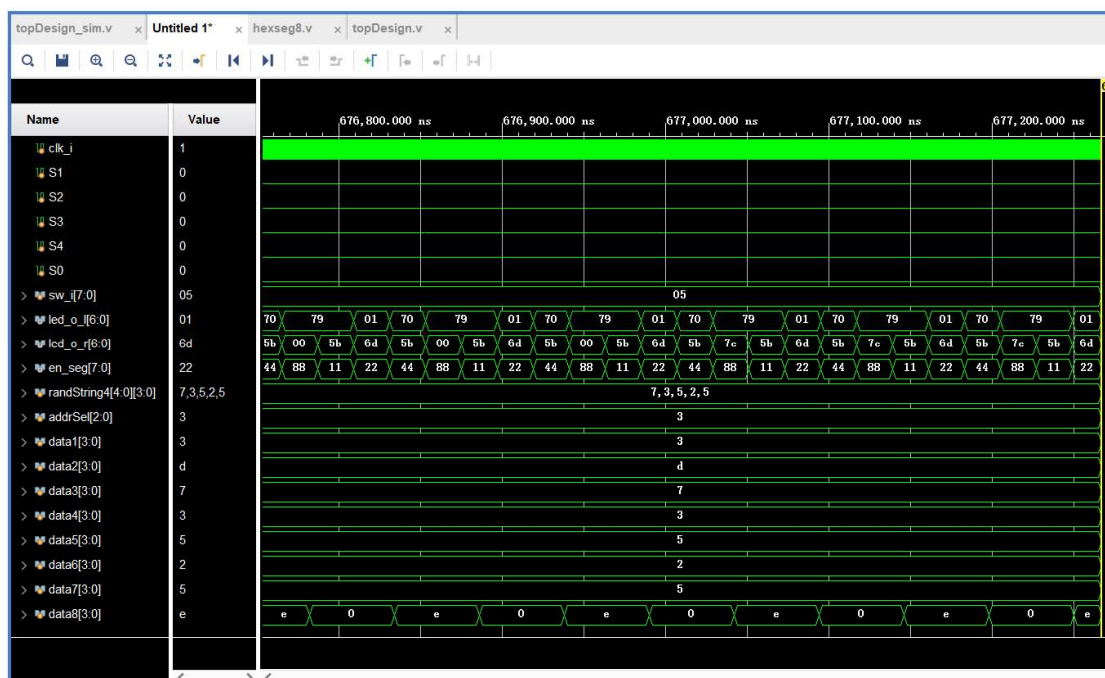 topDesign_sim.v × Untitled 1* × hexseg8.v × topDesign.v ×
Name Value 676,800.000 ns 676,900.000 ns 677,000.000 ns 677,100.000 ns 677,200.000 ns
clk_i 1
S1 0
S2 0
S3 0
S4 0
S0 0
sw_i[7:0] 05 05
led_o_l[6:0] 01 70 79 01 70 79 01 70 79 01 70 79 01 70 79 01 70 79 01
lcd_o_r[6:0] 6d 5b 00 5b 6d 5b 00 5b 6d 5b 00 5b 6d 5b 7c 5b 6d 5b 7c 5b 6d 5b 7c 5b 6d
en_seg[7:0] 22 44 88 11 22 44 88 11 22 44 88 11 22 44 88 11 22 44 88 11 22 44 88 11 22
randString4[4:0][3:0] 7,3,5,2,5 7,3,5,2,5
addrSel[2:0] 3 3
data1[3:0] 3 3
data2[3:0] d d
data3[3:0] 7 7
data4[3:0] 3 3
data5[3:0] 5 5
data6[3:0] 2 2
data7[3:0] 5 5
data8[3:0] e e 0 e 0 e 0 e 0 e 0 e